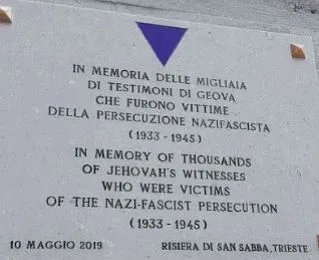 IN MEMORIA DELLE MIGLIAIA
DI TESTIMONI DI GEOVA
CHE FURONO VITTIME
DELLA PERSECUZIONE NAZIFASCISTA
(1933 - 1945)
IN MEMORY OF THOUSANDS
OF JEHOVAH'S WITNESSES
WHO WERE VICTIMS
OF THE NAZI-FASCIST PERSECUTION
(1933 - 1945)
10 MAGGIO 2019 RISIERA DI SAN SABBA, TRIESTE